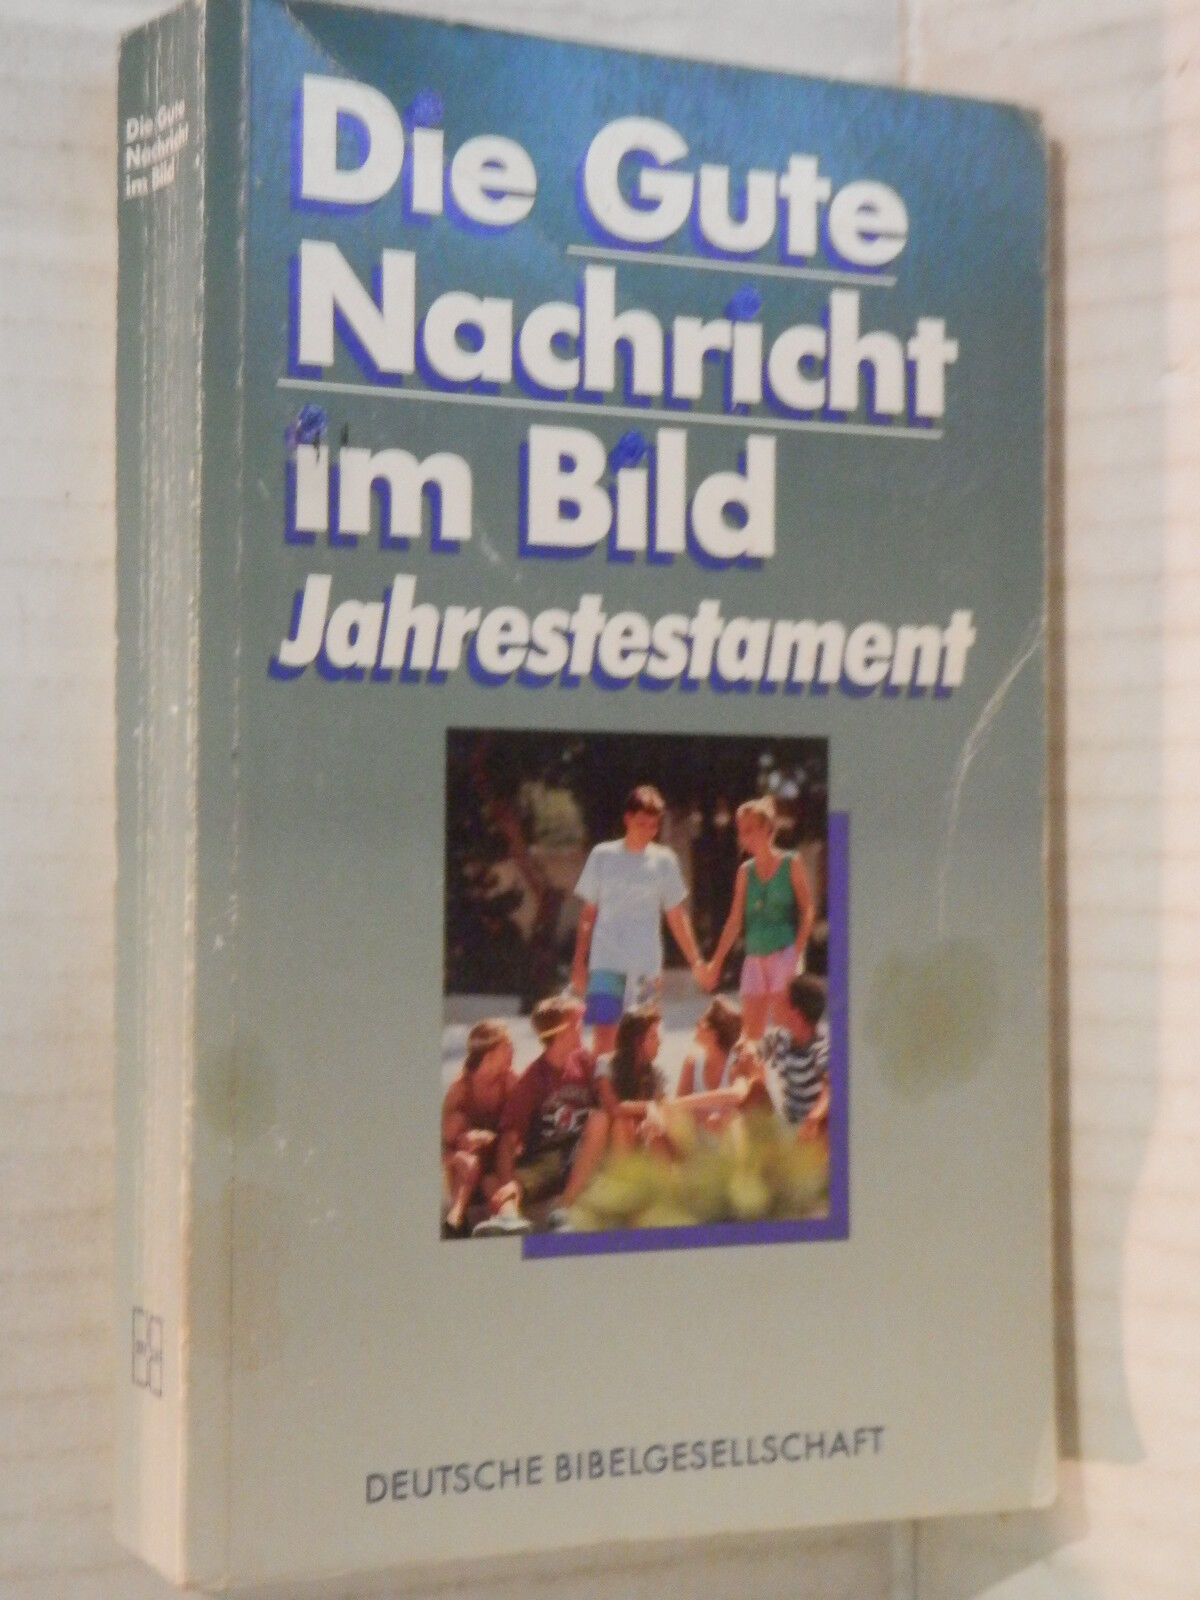 Die Gute
Nachricht
im Bild
Die Gute
Nachricht
im Bild
Jahrestestament
DEUTSCHE BIBELGESELLSCHAFT